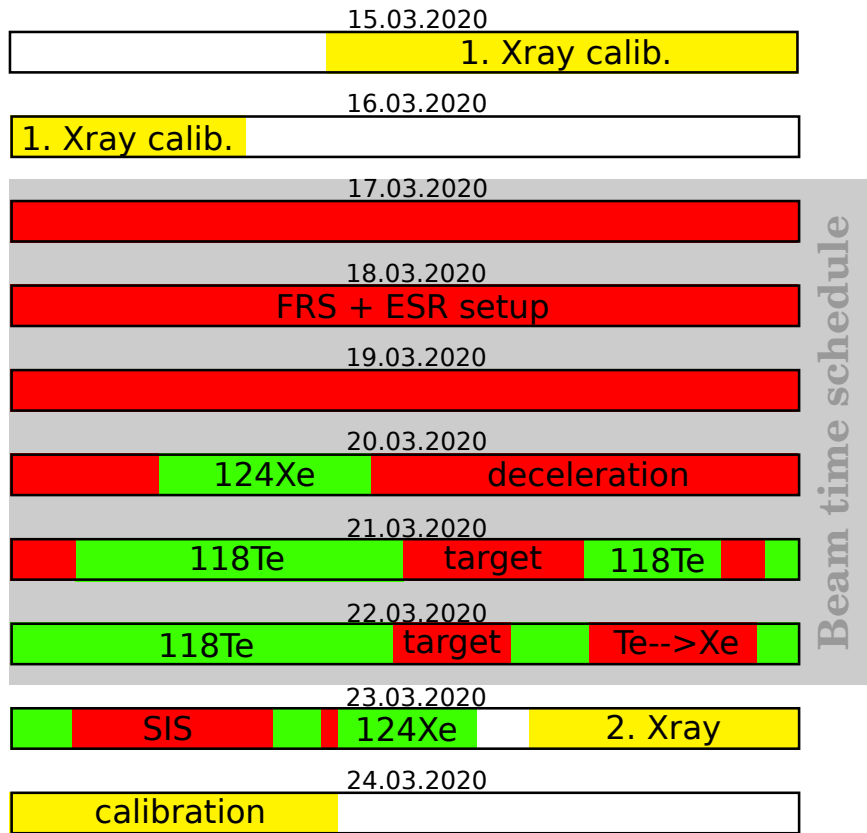 15.03.2020
1. Xray calib.
16.03.2020
1. Xray calib.
17.03.2020
18.03.2020
FRS + ESR setup
19.03.2020
20.03.2020
124Xe deceleration
21.03.2020
118Te target 118Te
22.03.2020
118Te target Te-->Xe
23.03.2020
SIS 124Xe 2. Xray
24.03.2020
calibration
Beam time schedule